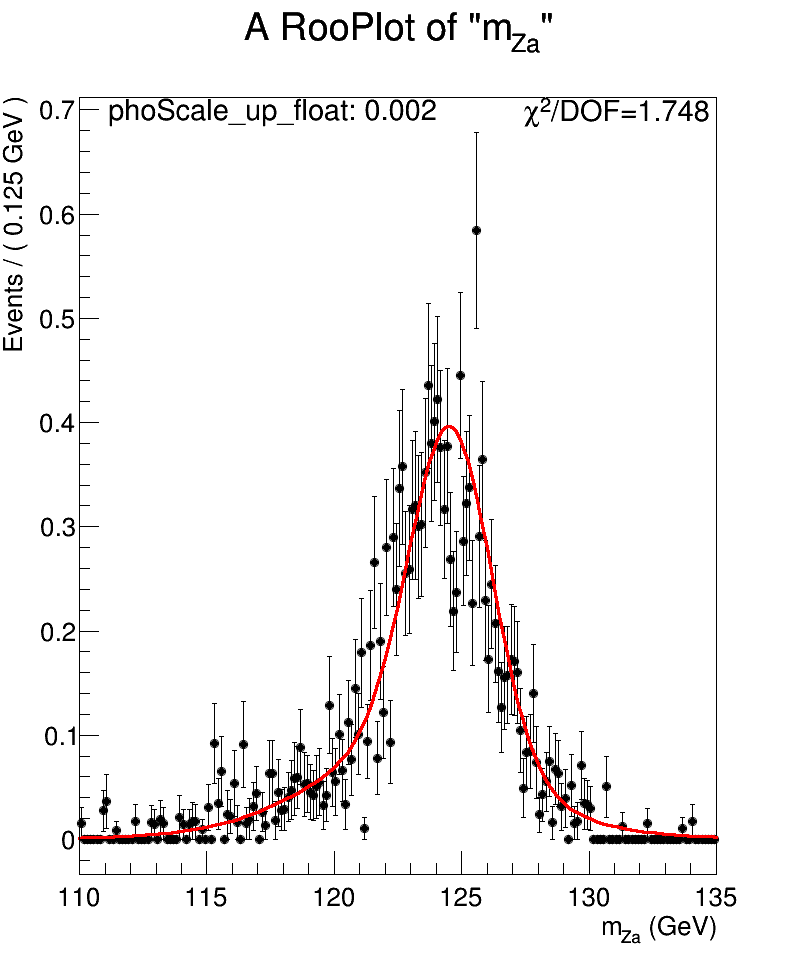 A RooPlot of "m_Za"
phoScale_up_float: 0.002
χ²/DOF=1.748
Events / ( 0.125 GeV )
0.7
0.6
0.5
0.4
0.3
0.2
0.1
0
110
115
120
125
130
135
m_Za (GeV)